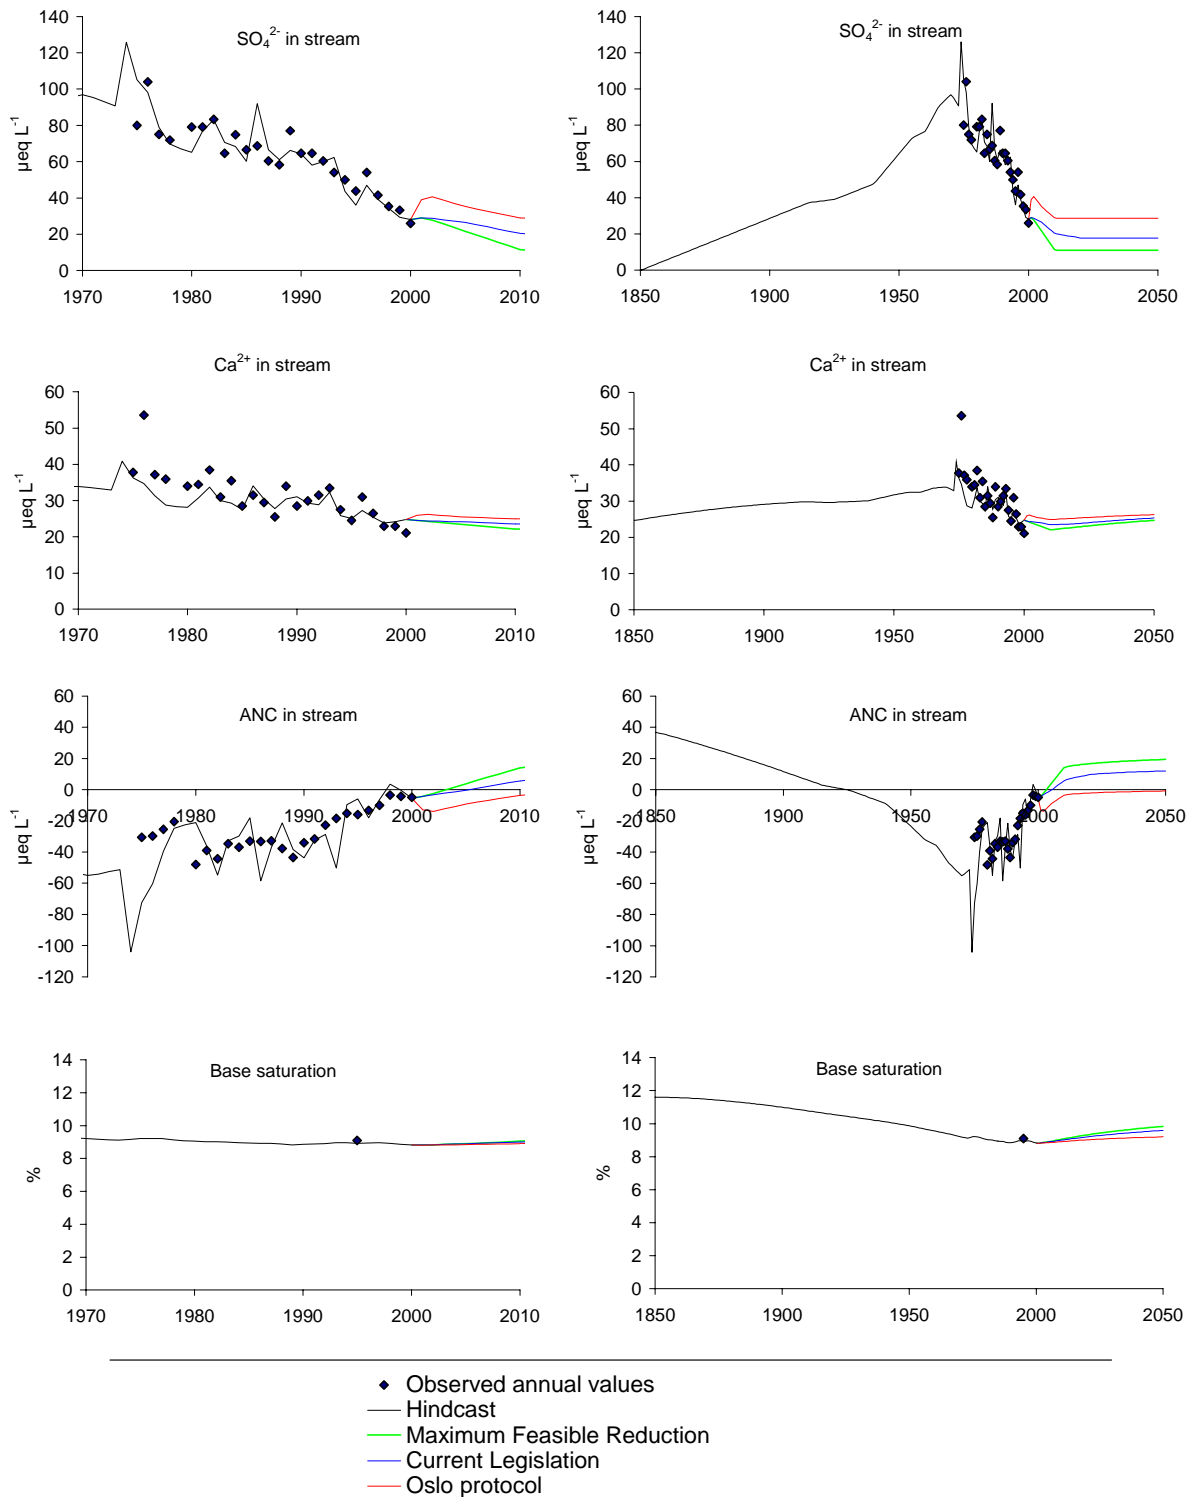 SO₄²⁻ in stream
µeq L⁻¹
140
120
100
80
60
40
20
0
1970 1980 1990 2000 2010
SO₄²⁻ in stream
µeq L⁻¹
140
120
100
80
60
40
20
0
1850 1900 1950 2000 2050
Ca²⁺ in stream
µeq L⁻¹
60
50
40
30
20
10
0
1970 1980 1990 2000 2010
Ca²⁺ in stream
µeq L⁻¹
60
50
40
30
20
10
0
1850 1900 1950 2000 2050
ANC in stream
µeq L⁻¹
60
40
20
0
-20
-40
-60
-80
-100
-120
1970 1980 1990 2000 2010
ANC in stream
µeq L⁻¹
60
40
20
0
-20
-40
-60
-80
-100
-120
1850 1900 1950 2000 2050
Base saturation
%
14
12
10
8
6
4
2
0
1970 1980 1990 2000 2010
Base saturation
%
14
12
10
8
6
4
2
0
1850 1900 1950 2000 2050
Observed annual values
Hindcast
Maximum Feasible Reduction
Current Legislation
Oslo protocol